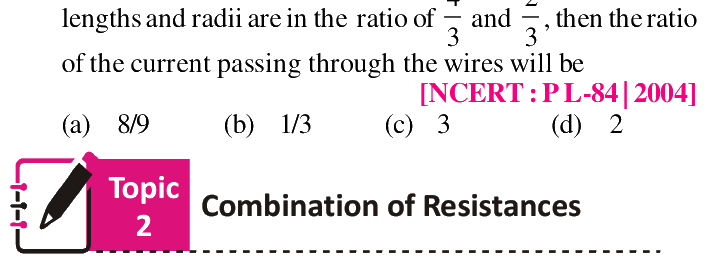 lengths and radii are in the ratio of 4/3 and 2/3, then the ratio
of the current passing through the wires will be
[NCERT : P L-84 | 2004]
(a) 8/9 (b) 1/3 (c) 3 (d) 2
Topic
2
Combination of Resistances